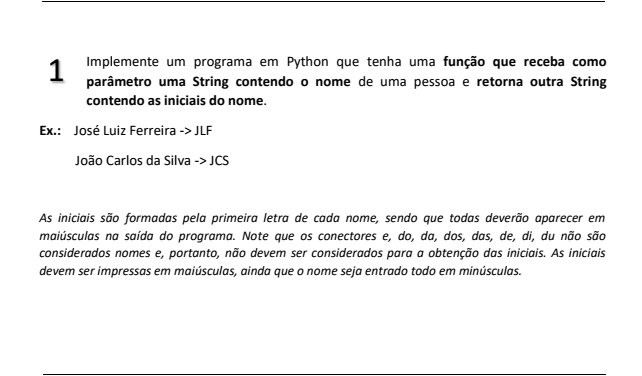 1
Implemente um programa em Python que tenha uma função que receba como
parâmetro uma String contendo o nome de uma pessoa e retorna outra String
contendo as iniciais do nome.
Ex.: José Luiz Ferreira -> JLF
João Carlos da Silva -> JCS
As iniciais são formadas pela primeira letra de cada nome, sendo que todas deverão aparecer em
maiúsculas na saída do programa. Note que os conectores e, do, da, dos, das, de, di, du não são
considerados nomes e, portanto, não devem ser considerados para a obtenção das iniciais. As iniciais
devem ser impressas em maiúsculas, ainda que o nome seja entrado todo em minúsculas.